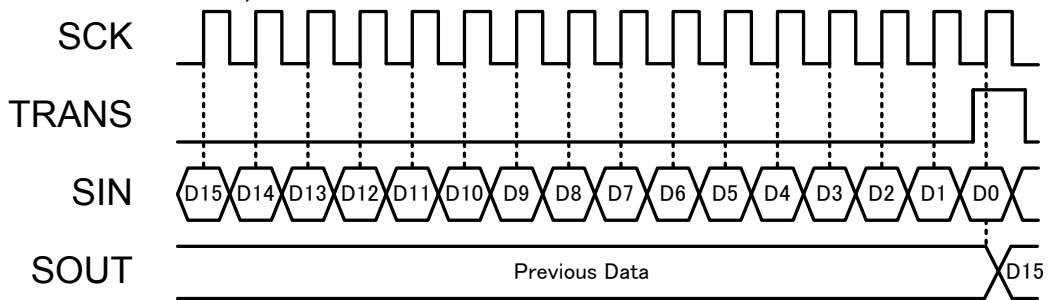 SCK
TRANS
SIN D15 D14 D13 D12 D11 D10 D9 D8 D7 D6 D5 D4 D3 D2 D1 D0
SOUT Previous Data D15